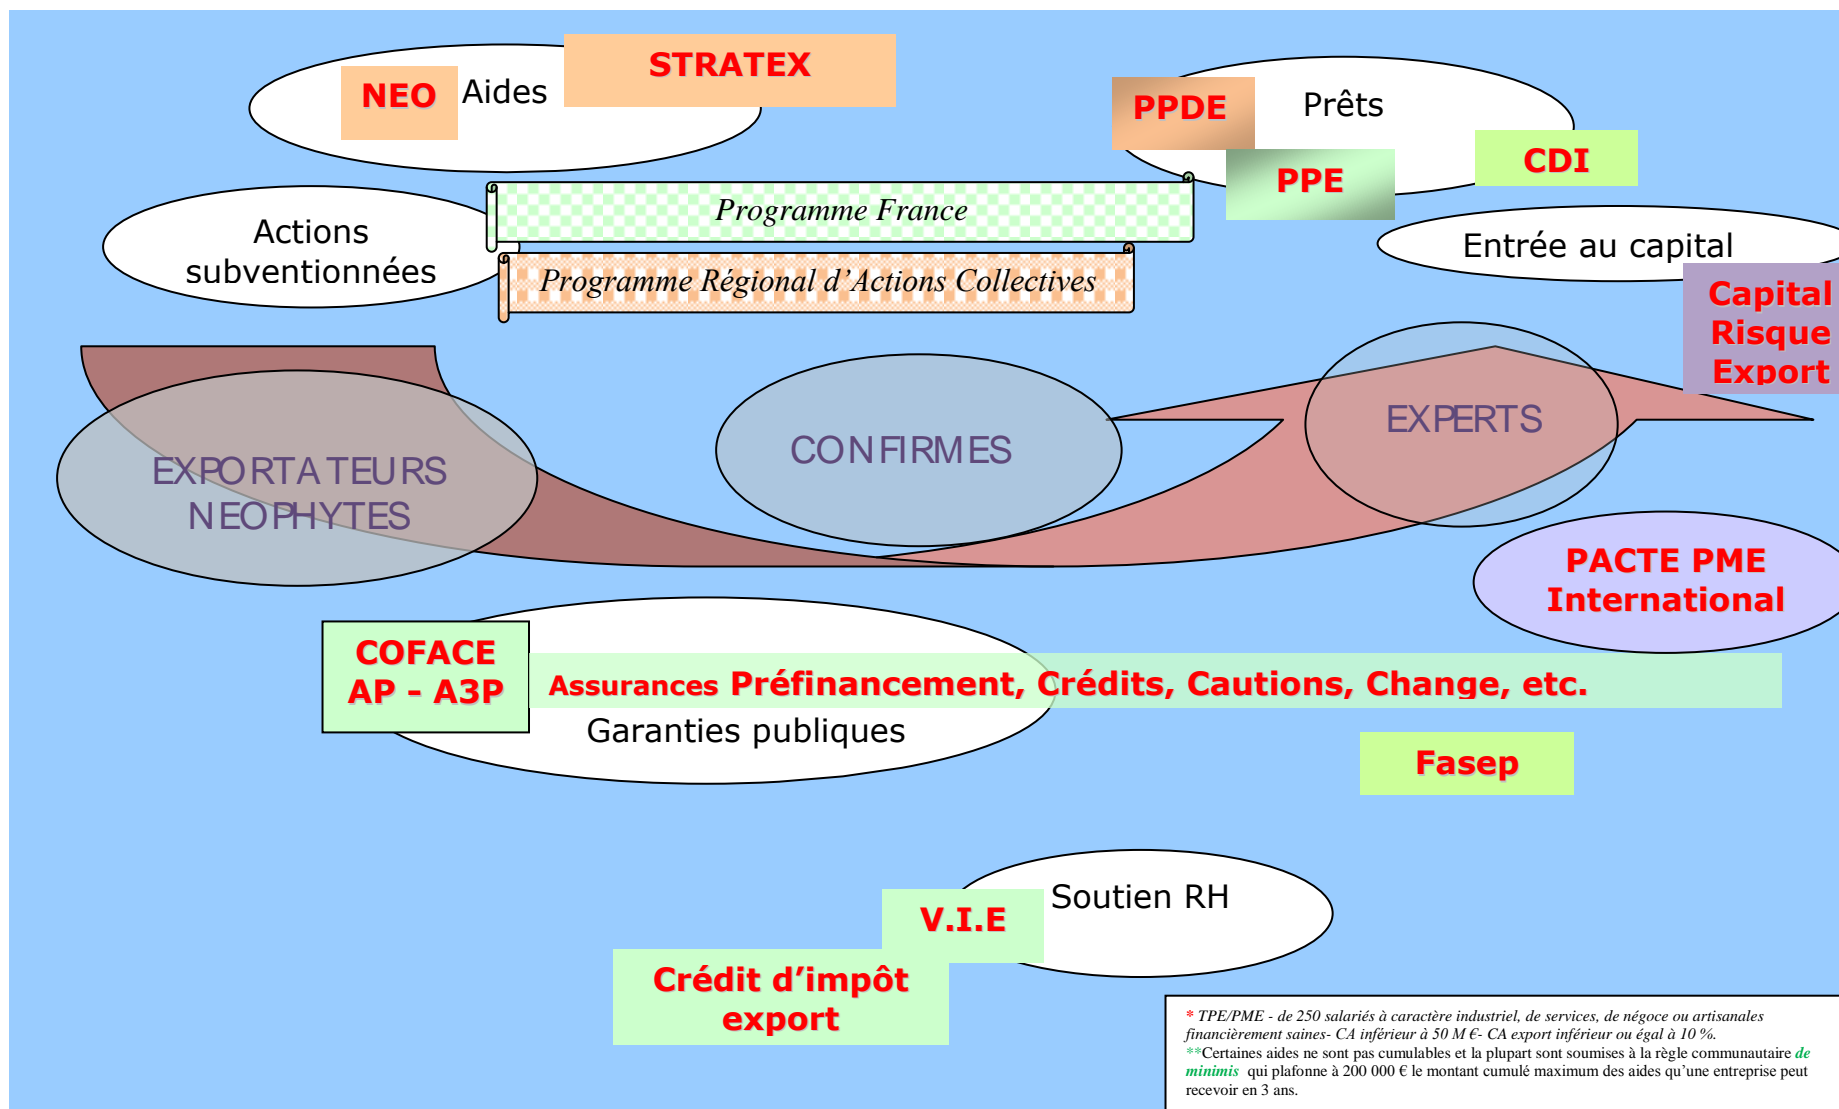 STRATEX
NEO Aides
PPDE Prêts
CDI
PPE
Programme France
Actions
subventionnées
Entrée au capital
Programme Régional d’Actions Collectives
Capital
Risque
Export
EXPORTATEURS
NEOPHYTES
CONFIRMES
EXPERTS
PACTE PME
International
COFACE
AP - A3P
Assurances Préfinancement, Crédits, Cautions, Change, etc.
Garanties publiques
Fasep
Soutien RH
V.I.E
Crédit d’impôt
export
* TPE/PME - de 250 salariés à caractère industriel, de services, de négoce ou artisanales
financièrement saines- CA inférieur à 50 M €- CA export inférieur ou égal à 10 %.
**Certaines aides ne sont pas cumulables et la plupart sont soumises à la règle communautaire de
minimis qui plafonne à 200 000 € le montant cumulé maximum des aides qu’une entreprise peut
recevoir en 3 ans.